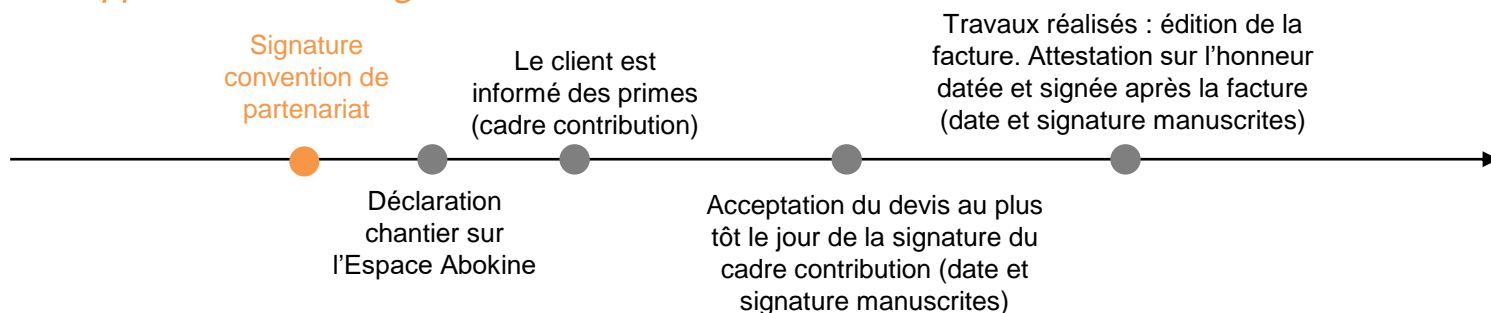 Signature
convention de
partenariat
Déclaration
chantier sur
l’Espace Abokine
Le client est
informé des primes
(cadre contribution)
Acceptation du devis au plus
tôt le jour de la signature du
cadre contribution (date et
signature manuscrites)
Travaux réalisés : édition de la
facture. Attestation sur l’honneur
datée et signée après la facture
(date et signature manuscrites)